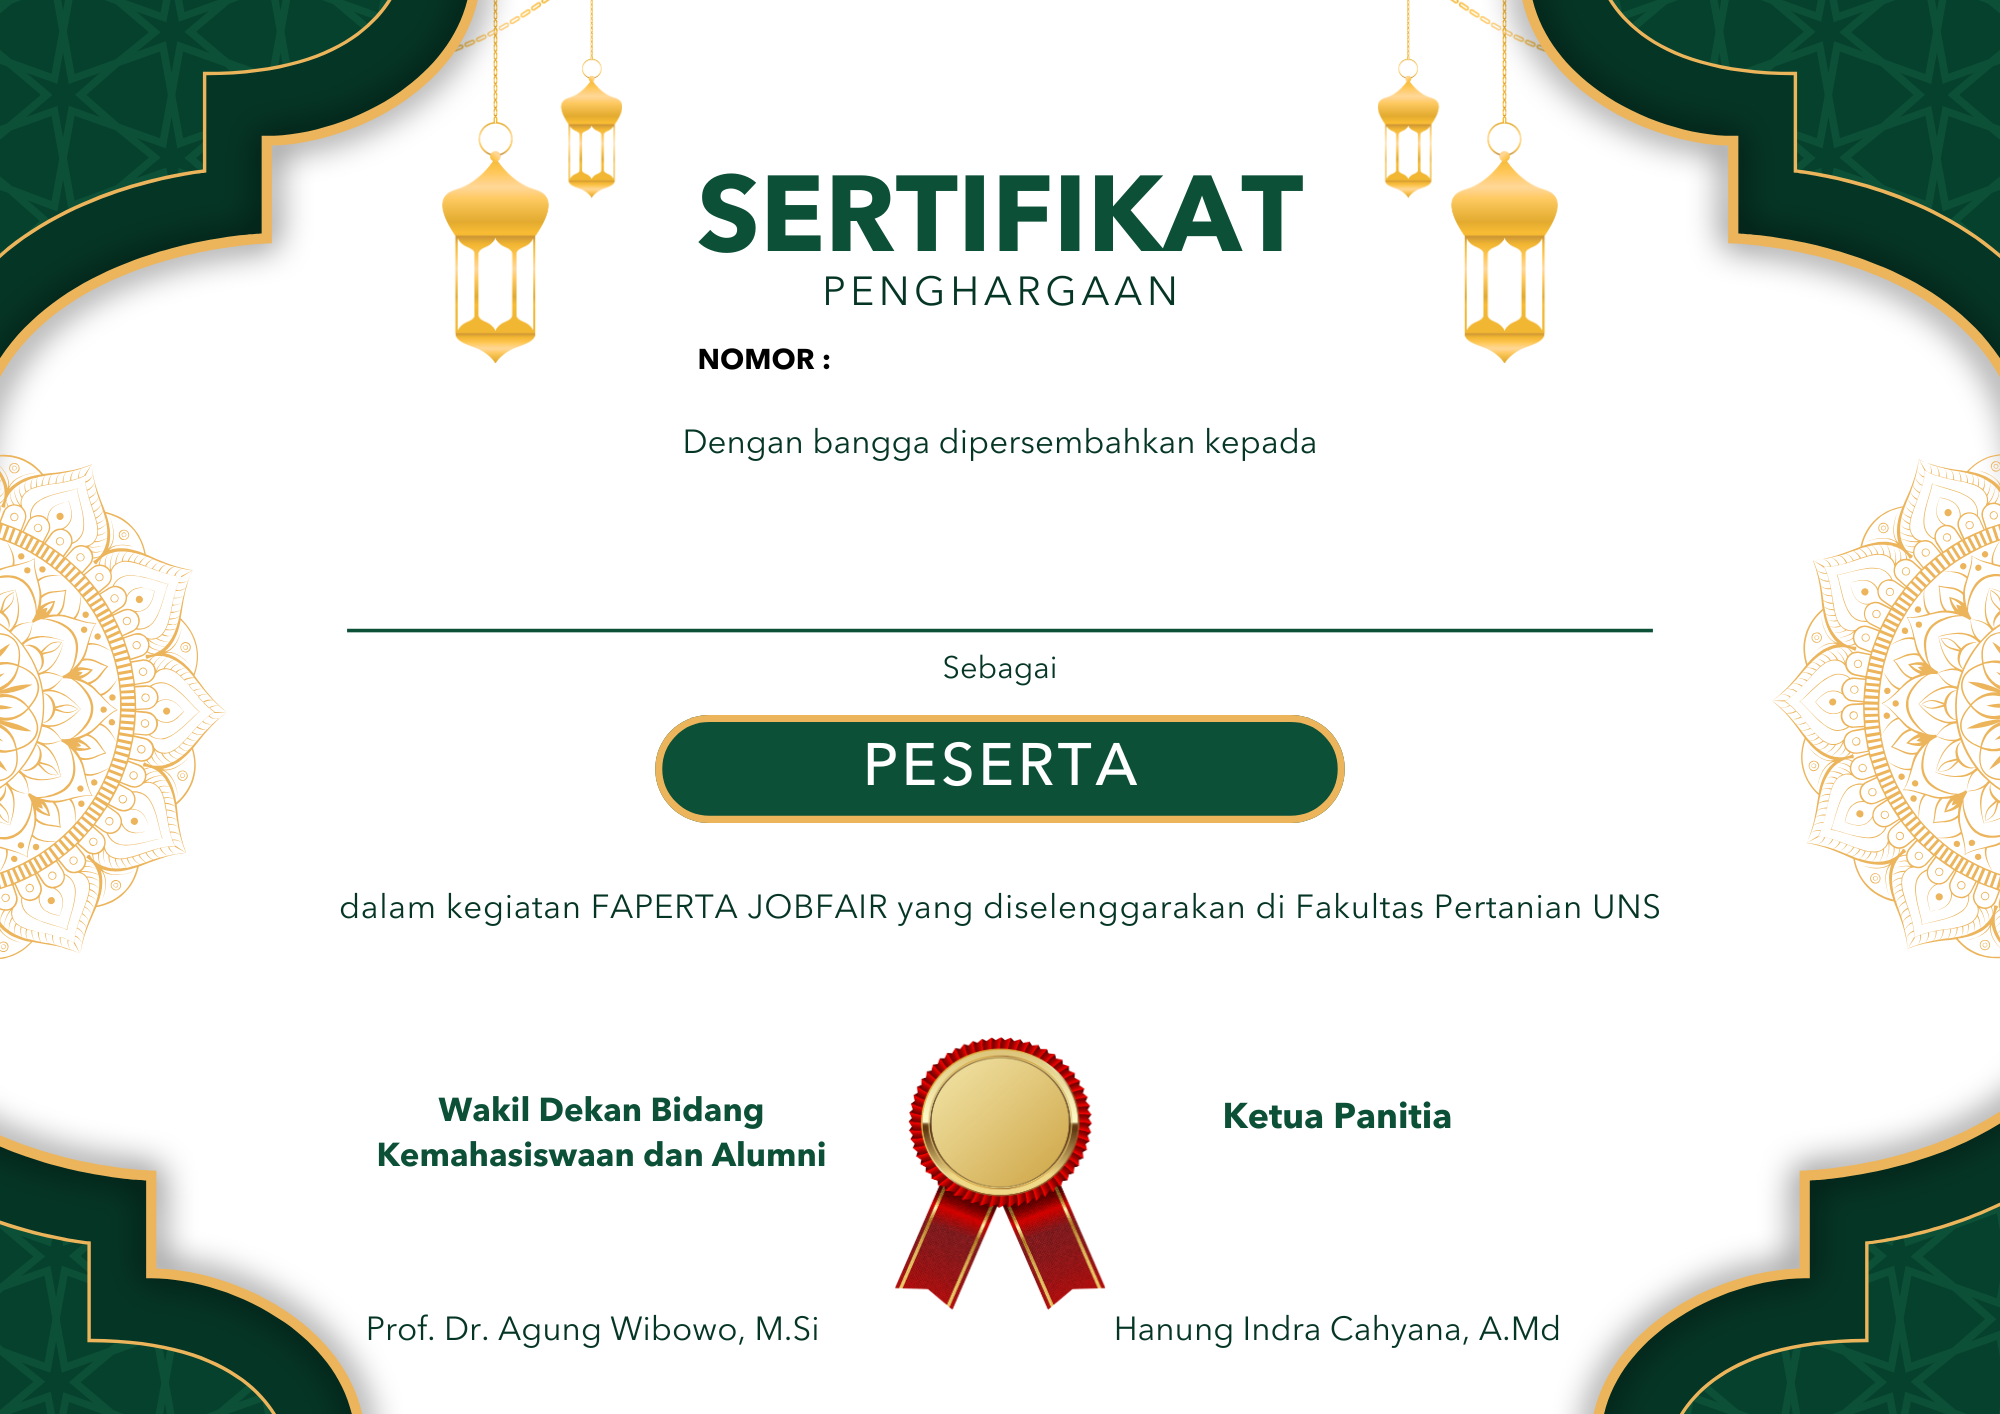 SERTIFIKAT
PENGHARGAAN
NOMOR :
Dengan bangga dipersembahkan kepada
Sebagai
PESERTA
dalam kegiatan FAPERTA JOBFAIR yang diselenggarakan di Fakultas Pertanian UNS
Wakil Dekan Bidang
Kemahasiswaan dan Alumni
Ketua Panitia
Prof. Dr. Agung Wibowo, M.Si
Hanung Indra Cahyana, A.Md